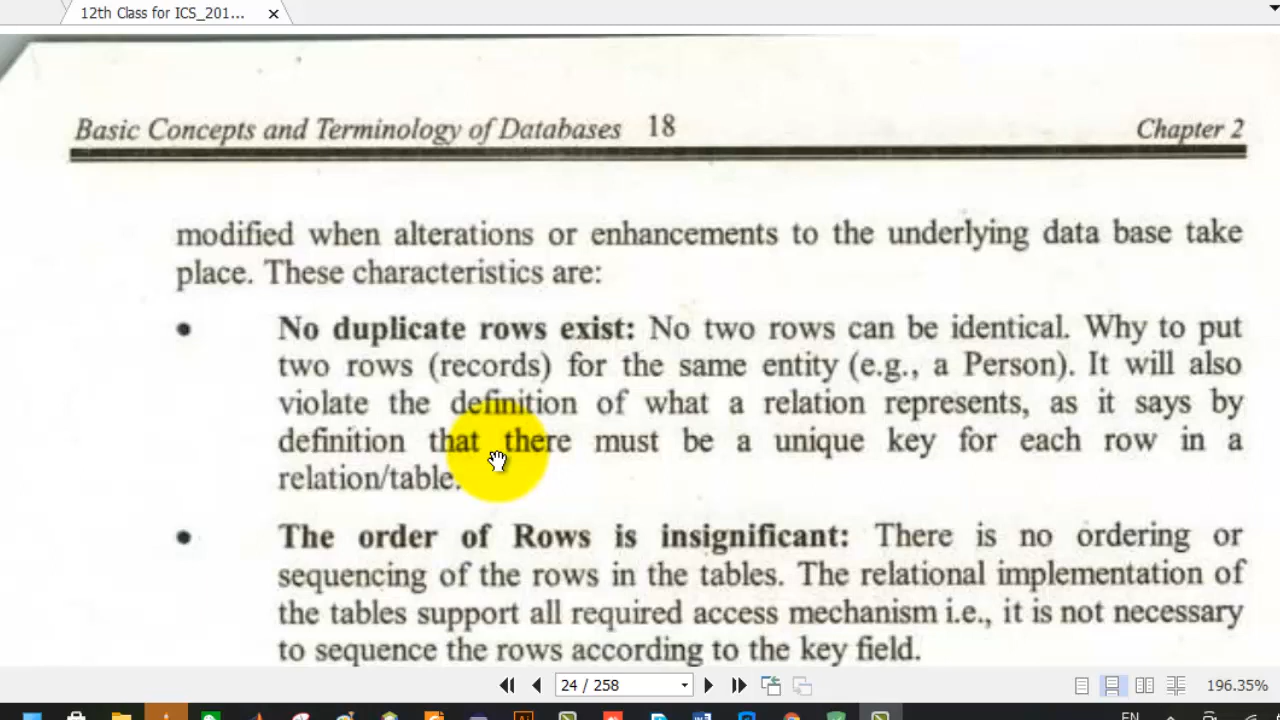 12th Class for ICS_201...
Basic Concepts and Terminology of Databases 18 Chapter 2
modified when alterations or enhancements to the underlying data base take
place. These characteristics are:
• No duplicate rows exist: No two rows can be identical. Why to put
two rows (records) for the same entity (e.g., a Person). It will also
violate the definition of what a relation represents, as it says by
definition that there must be a unique key for each row in a
relation/table.
• The order of Rows is insignificant: There is no ordering or
sequencing of the rows in the tables. The relational implementation of
the tables support all required access mechanism i.e., it is not necessary
to sequence the rows according to the key field.
24 / 258
196.35%
EN